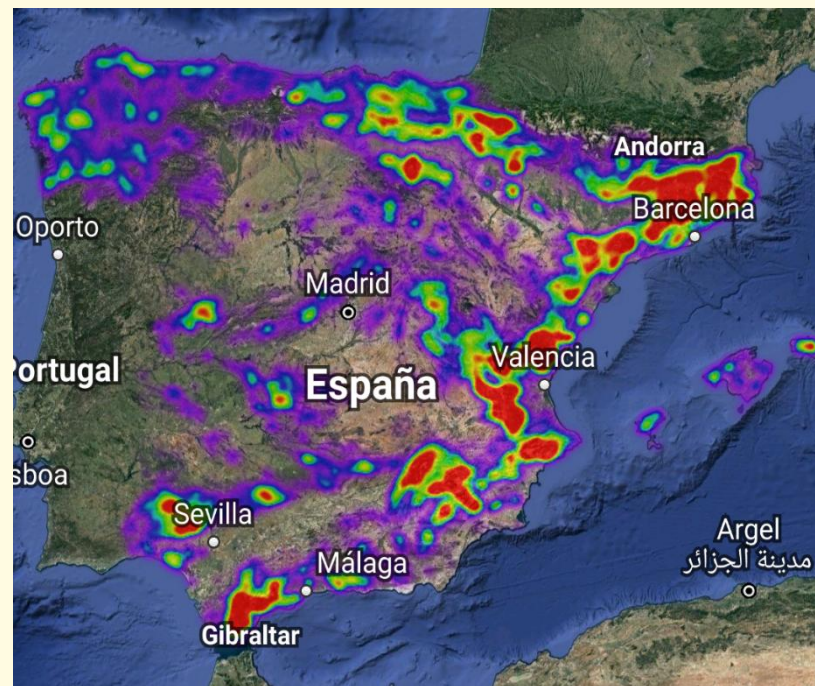 Andorra
Barcelona
Oporto
Madrid
Portugal
España
Valencia
sboa
Sevilla
Málaga
Argel
مدينة الجزائر
Gibraltar